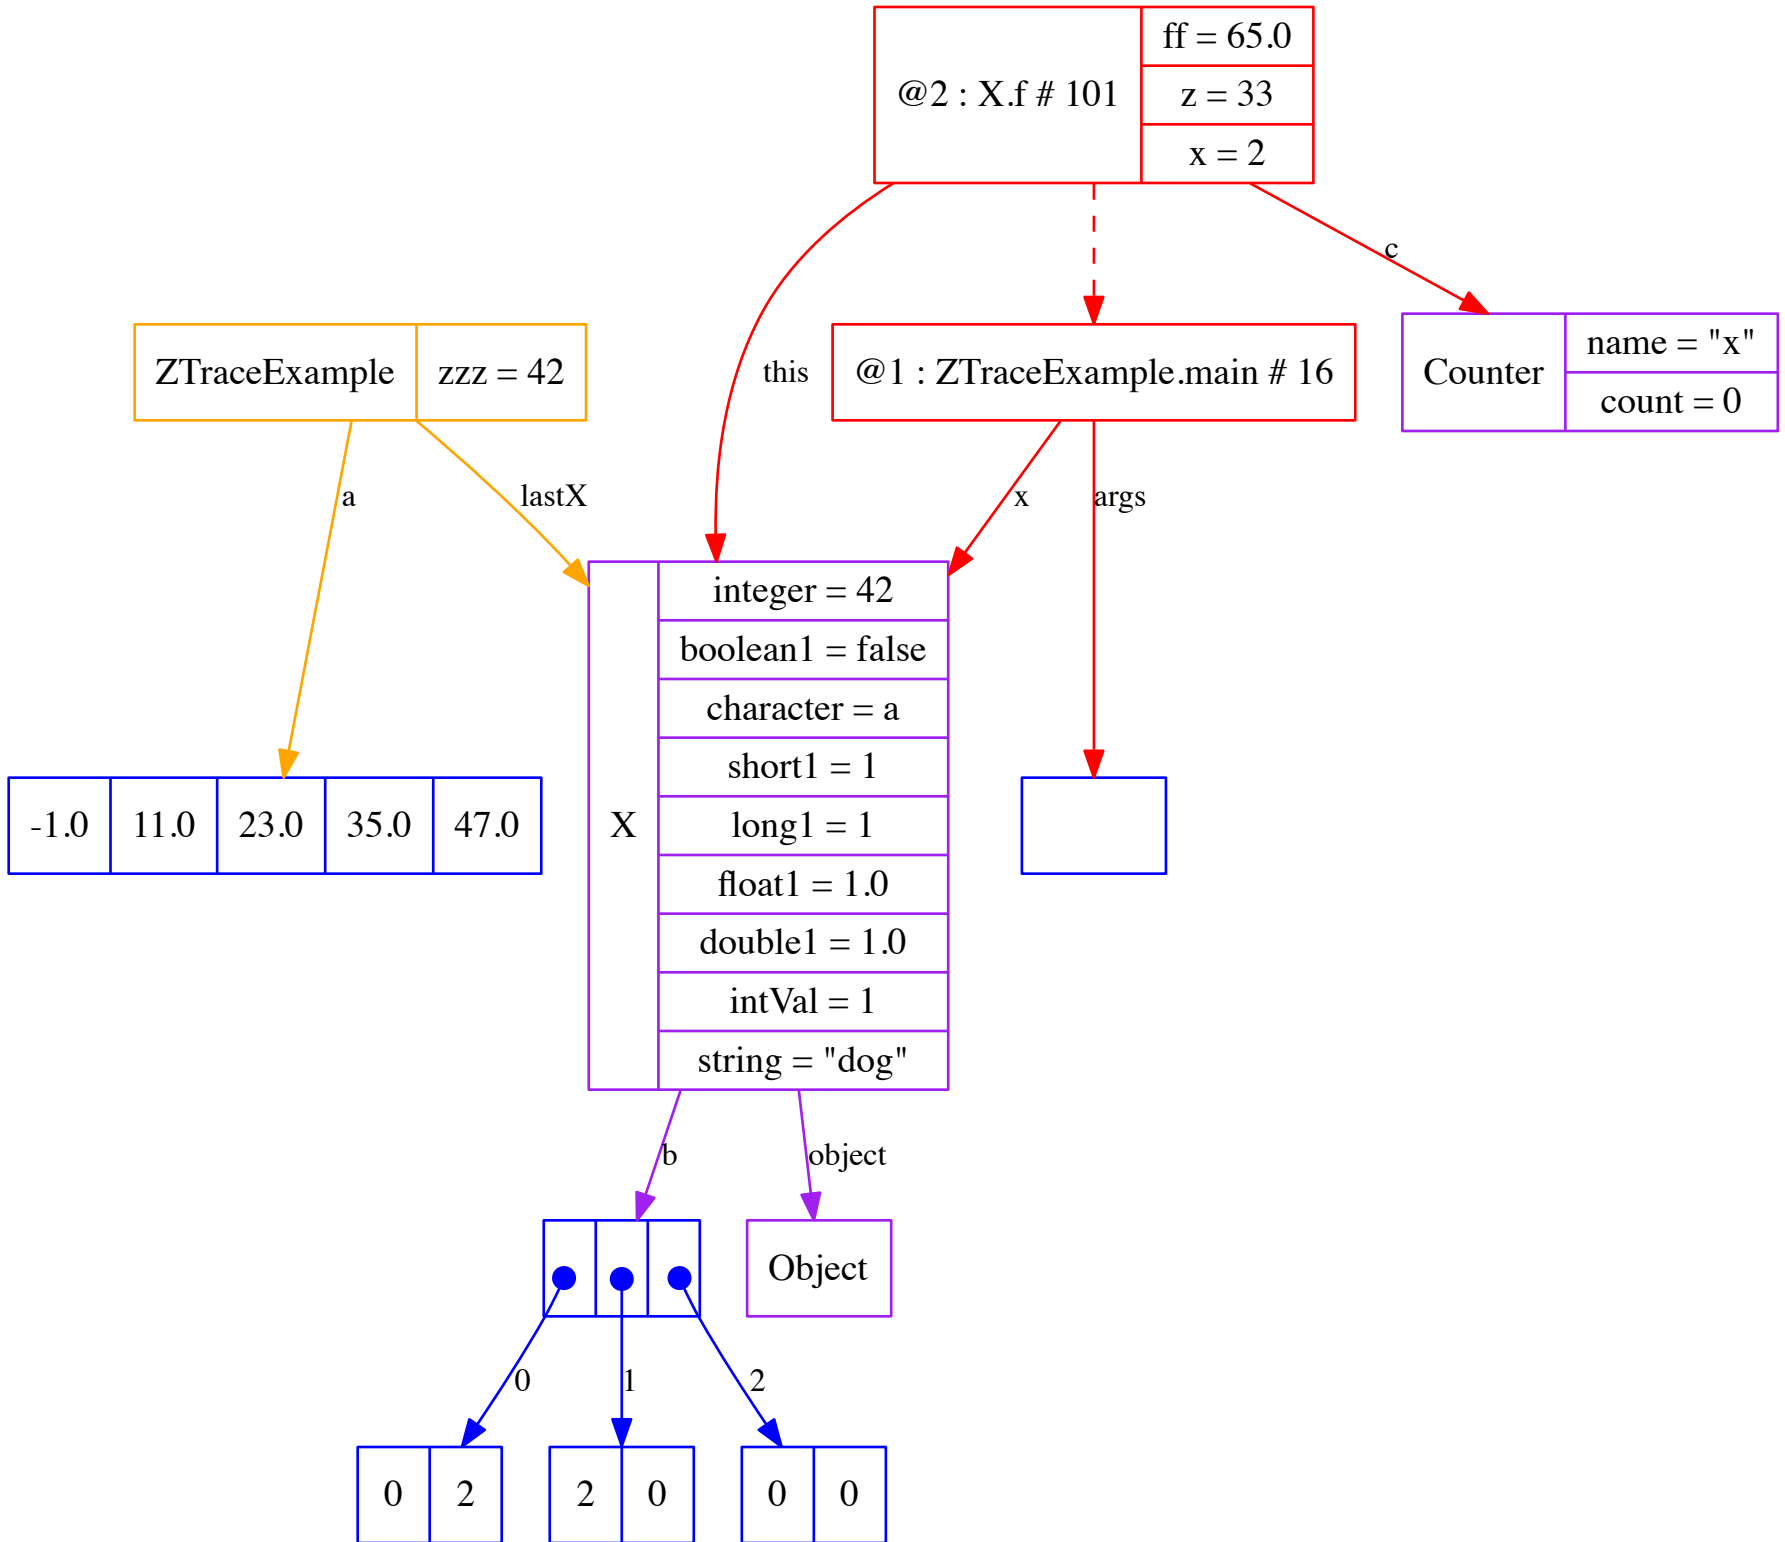 @2 : X.f # 101
ff = 65.0
z = 33
x = 2
c
this
ZTraceExample
zzz = 42
@1 : ZTraceExample.main # 16
Counter
name = "x"
count = 0
a
lastX
x
args
-1.0 11.0 23.0 35.0 47.0
X
integer = 42
boolean1 = false
character = a
short1 = 1
long1 = 1
float1 = 1.0
double1 = 1.0
intVal = 1
string = "dog"
b
object
Object
0
1
2
0 2
2 0
0 0